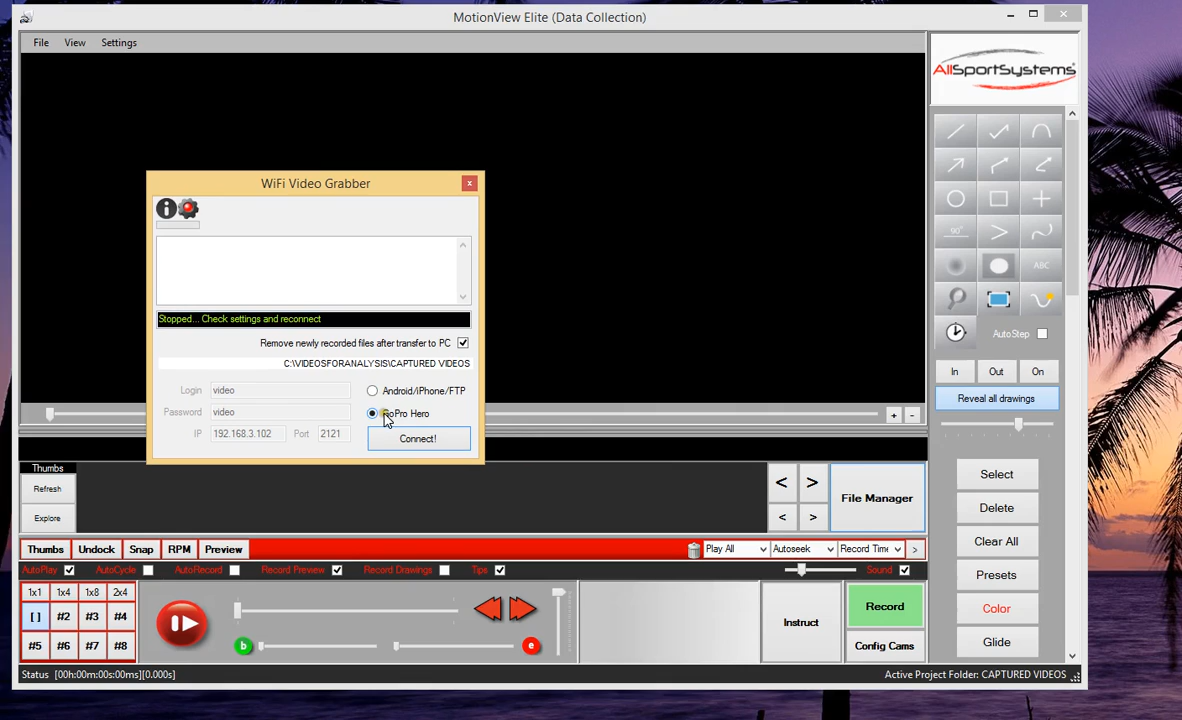 MotionView Elite (Data Collection)
File View Settings
AllSportSystems
WiFi Video Grabber
Stopped... Check settings and reconnect
Remove newly recorded files after transfer to PC
C:\VIDEOSFORANALYSIS\CAPTURED VIDEOS
Login video Android/iPhone/FTP
Password video GoPro Hero
IP 192.168.3.102 Port 2121 Connect!
90°
ABC
AutoStep
In Out On
Reveal all drawings
+ -
Thumbs
Refresh
Explore
< >
< >
File Manager
Select
Delete
Clear All
Presets
Color
Glide
Thumbs Undock Snap RPM Preview Play All Autoseek Record Time >
AutoPlay AutoCycle AutoRecord Record Preview Record Drawings Tips Sound
1x1 1x4 1x8 2x4
[ ] #2 #3 #4
#5 #6 #7 #8
b e
Instruct
Record
Config Cams
Status [00h:00m:00s:00ms][0.000s] Active Project Folder: CAPTURED VIDEOS